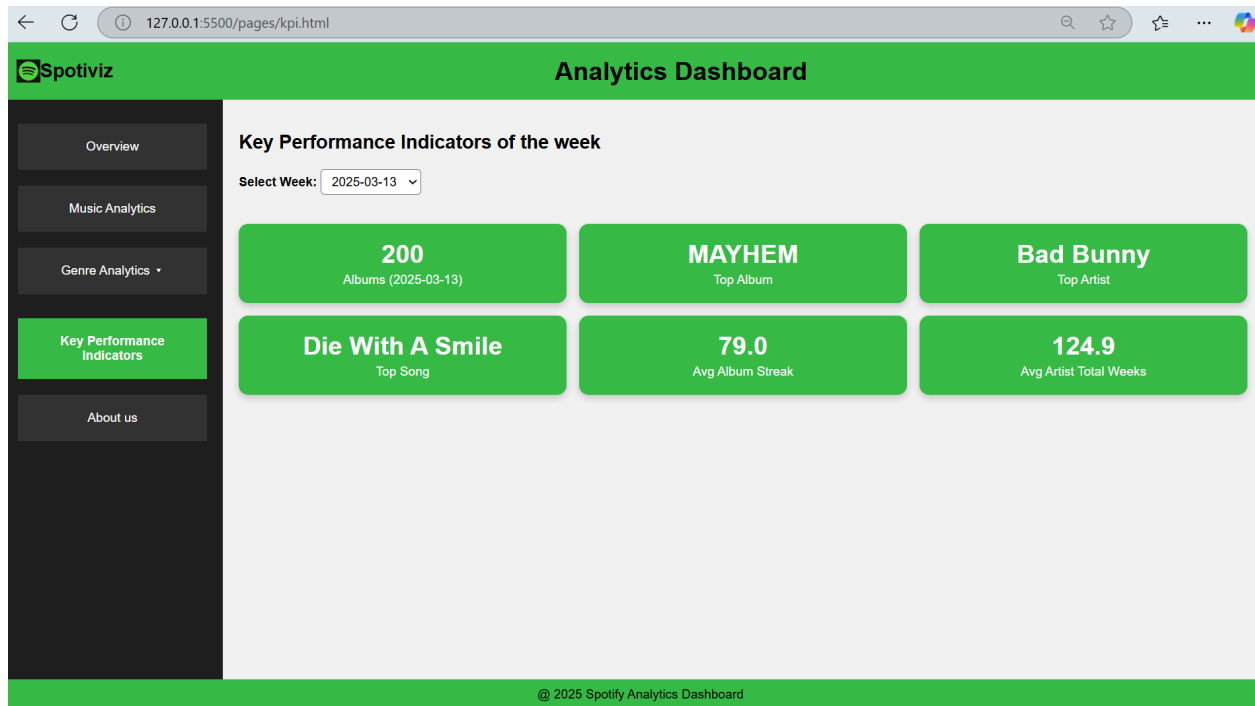 127.0.0.1:5500/pages/kpi.html
Spotiviz
Analytics Dashboard
Overview
Music Analytics
Genre Analytics ▾
Key Performance
Indicators
About us
Key Performance Indicators of the week
Select Week: 2025-03-13
200
Albums (2025-03-13)
MAYHEM
Top Album
Bad Bunny
Top Artist
Die With A Smile
Top Song
79.0
Avg Album Streak
124.9
Avg Artist Total Weeks
@ 2025 Spotify Analytics Dashboard